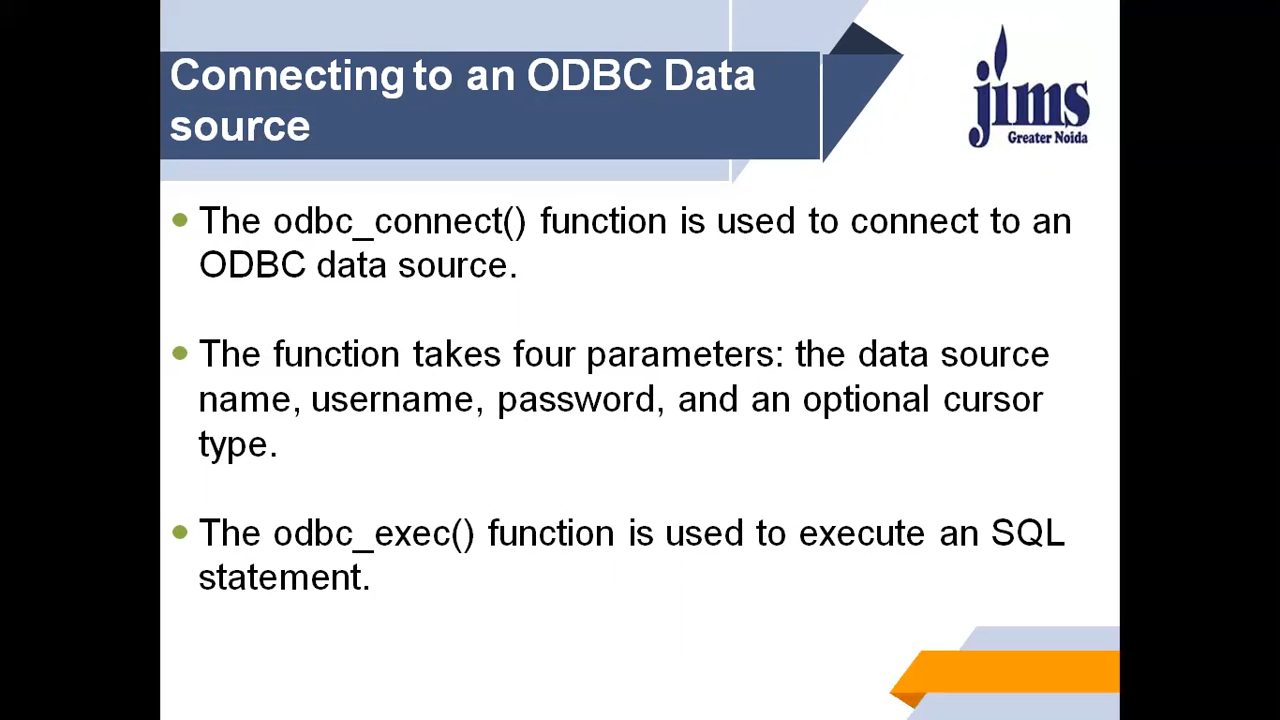 Connecting to an ODBC Data
source
jims
Greater Noida
• The odbc_connect() function is used to connect to an
ODBC data source.
• The function takes four parameters: the data source
name, username, password, and an optional cursor
type.
• The odbc_exec() function is used to execute an SQL
statement.